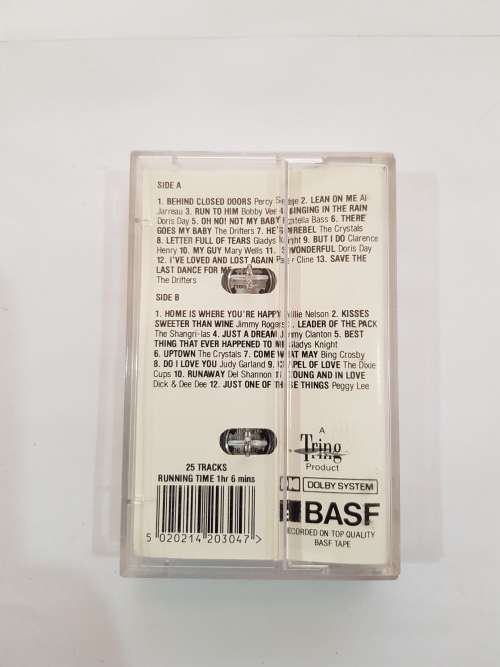 SIDE A
1. BEHIND CLOSED DOORS Percy 2. LEAN ON ME Al
Jarreau 3. RUN TO HIM Bobby Vee 4. SINGING IN THE RAIN
Doris Day 5. OH NO! NOT MY BABY Fontella Bass 6. THERE
GOES MY BABY The Drifters 7. HE'S REBEL The Crystals
8. LETTER FULL OF TEARS Gladys Knight 9. BUT I DO Clarence
Henry 10. MY GUY Mary Wells 11. 'S WONDERFUL Doris Day
12. I'VE LOVED AND LOST AGAIN Cline 13. SAVE THE
LAST DANCE FOR ME
The Drifters
SIDE B
1. HOME IS WHERE YOU'RE HAPPY Willie Nelson 2. KISSES
SWEETER THAN WINE Jimmy Rogers 3. LEADER OF THE PACK
The Shangri-las 4. JUST A DREAM Jimmy Clanton 5. BEST
THING THAT EVER HAPPENED TO ME Gladys Knight
6. UPTOWN The Crystals 7. COME WHAT MAY Bing Crosby
8. DO I LOVE YOU Judy Garland 9. CHAPEL OF LOVE The Dixie
Cups 10. RUNAWAY Del Shannon 11. YOUNG AND IN LOVE
Dick & Dee Dee 12. JUST ONE OF THESE THINGS Peggy Lee
A
Tring
Product
25 TRACKS
RUNNING TIME 1hr 6 mins
DOLBY SYSTEM
BASF
RECORDED ON TOP QUALITY
BASF TAPE
5 020214 203047 >